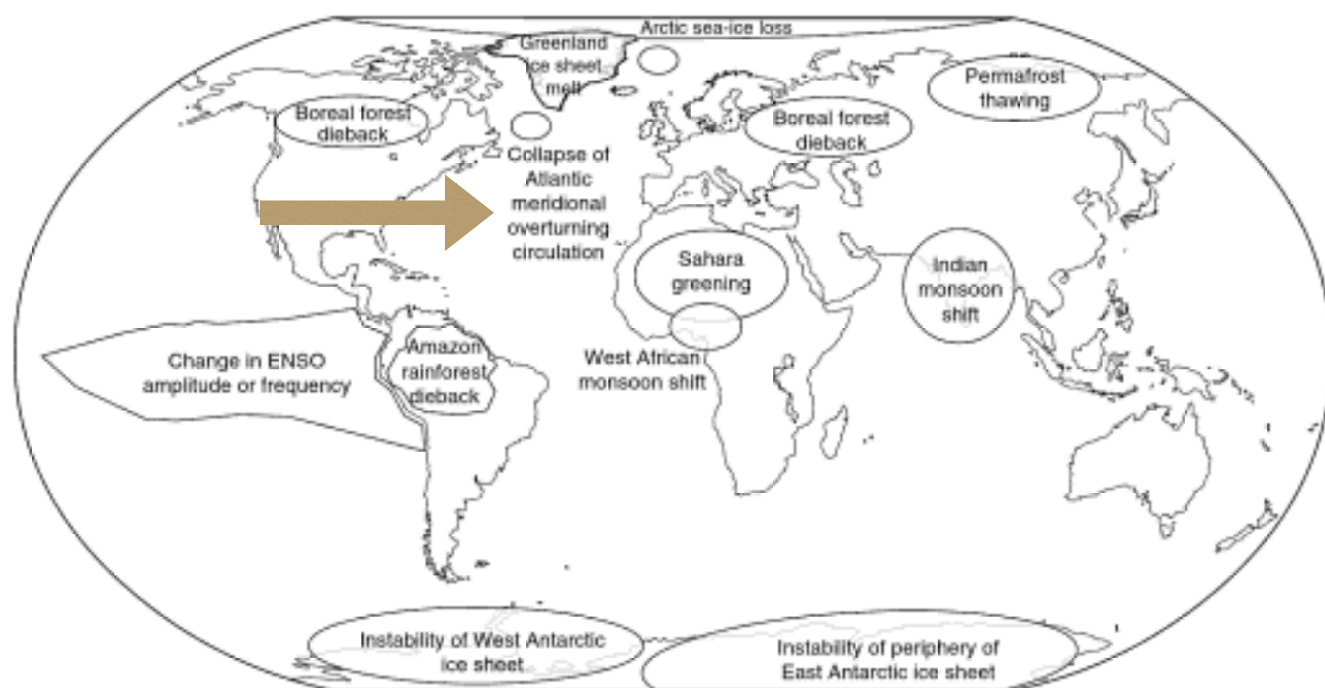 Arctic sea-ice loss
Greenland
ice sheet
melt
Permafrost
thawing
Boreal forest
dieback
Boreal forest
dieback
Collapse of
Atlantic
meridional
overturning
circulation
Sahara
greening
Indian
monsoon
shift
Change in ENSO
amplitude or frequency
Amazon
rainforest
dieback
West African
monsoon shift
Instability of West Antarctic
ice sheet
Instability of periphery of
East Antarctic ice sheet